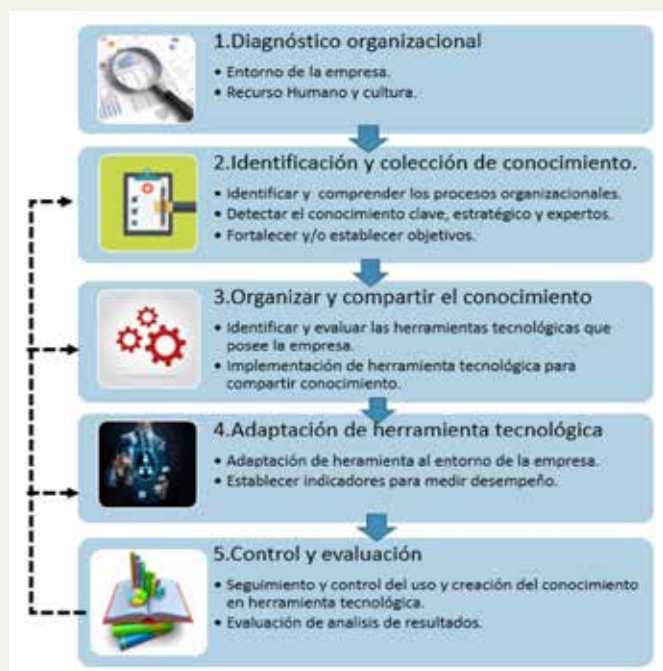 1.Diagnóstico organizacional
• Entorno de la empresa.
• Recurso Humano y cultura.
2.Identificación y colección de conocimiento.
• Identificar y comprender los procesos organizacionales.
• Detectar el conocimiento clave, estratégico y expertos.
• Fortalecer y/o establecer objetivos.
3.Organizar y compartir el conocimiento
• Identificar y evaluar las herramientas tecnológicas que
posee la empresa.
• Implementación de herramienta tecnológica para
compartir conocimiento.
4.Adaptación de herramienta tecnológica
• Adaptación de heramienta al entorno de la empresa.
• Establecer indicadores para medir desempeño.
5.Control y evaluación
• Seguimiento y control del uso y creación del conocimiento
en herramienta tecnológica.
• Evaluación de analisis de resultados.